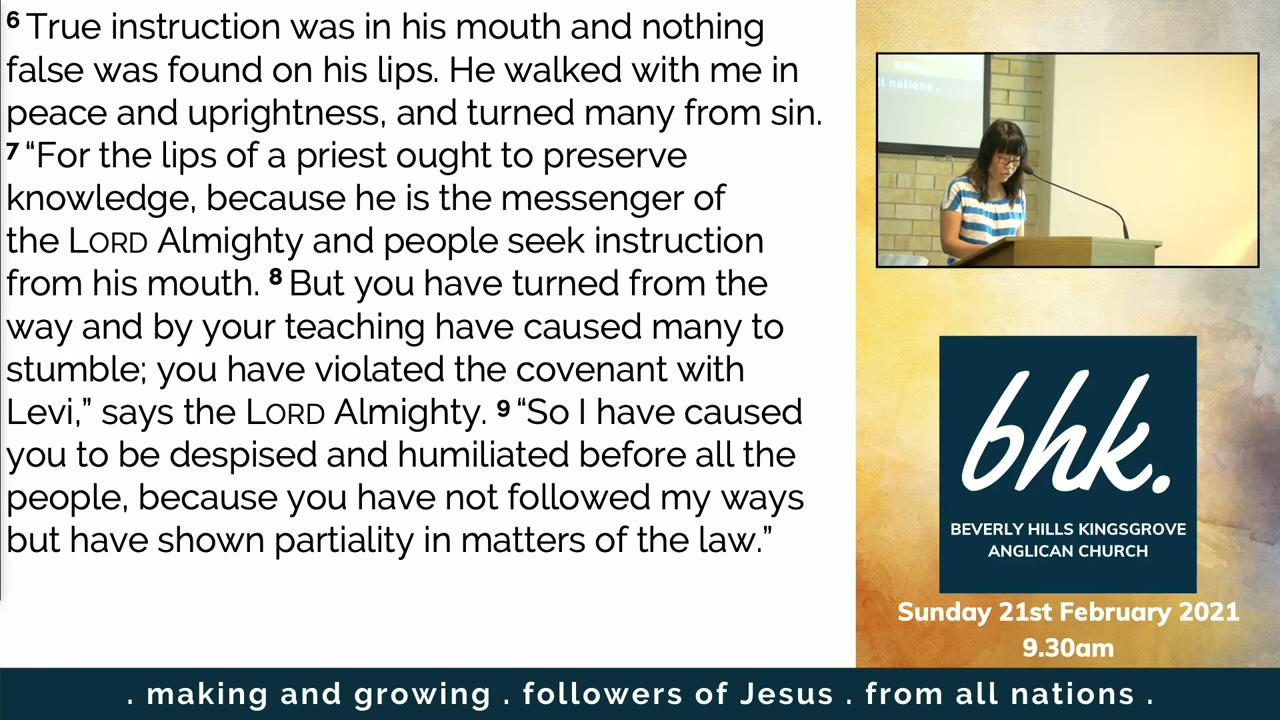 6 True instruction was in his mouth and nothing
false was found on his lips. He walked with me in
peace and uprightness, and turned many from sin.
7 “For the lips of a priest ought to preserve
knowledge, because he is the messenger of
the LORD Almighty and people seek instruction
from his mouth. 8 But you have turned from the
way and by your teaching have caused many to
stumble; you have violated the covenant with
Levi,” says the LORD Almighty. 9 “So I have caused
you to be despised and humiliated before all the
people, because you have not followed my ways
but have shown partiality in matters of the law.”
all nations .
bhk.
BEVERLY HILLS KINGSGROVE
ANGLICAN CHURCH
Sunday 21st February 2021
9.30am
. making and growing . followers of Jesus . from all nations .